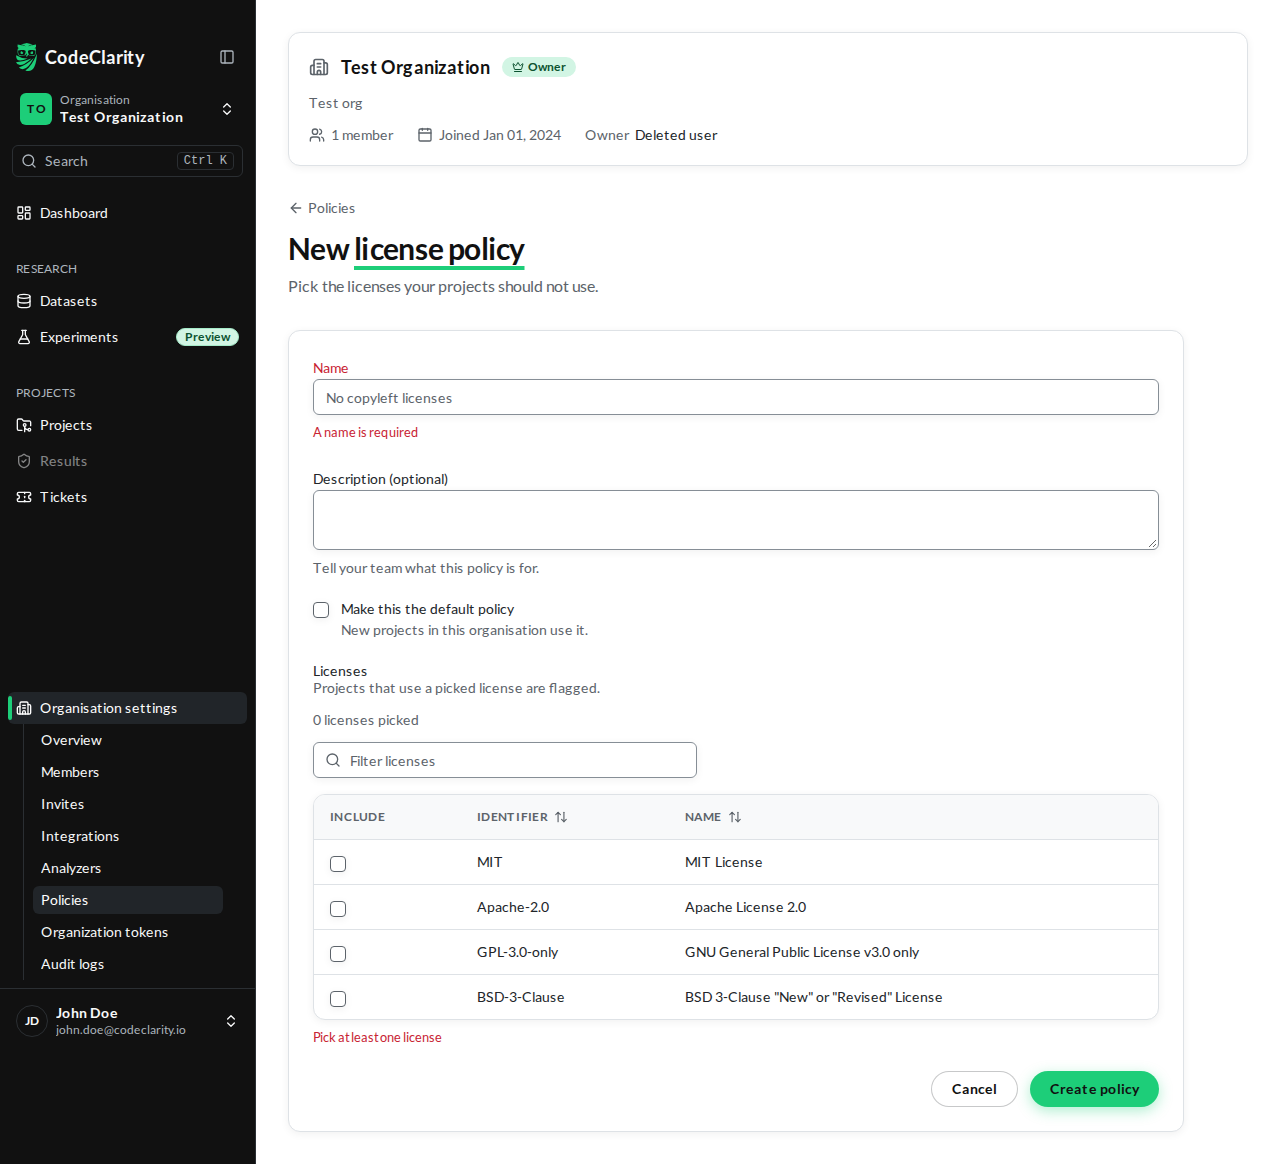 CodeClarity
TO
Organisation
Test Organization
Search
Ctrl K
Dashboard
RESEARCH
Datasets
Experiments
Preview
PROJECTS
Projects
Results
Tickets
Organisation settings
Overview
Members
Invites
Integrations
Analyzers
Policies
Organization tokens
Audit logs
JD
John Doe
john.doe@codeclarity.io
Test Organization
Owner
Test org
1 member
Joined Jan 01, 2024
Owner Deleted user
Policies
New license policy
Pick the licenses your projects should not use.
Name
No copyleft licenses
A name is required
Description (optional)
Tell your team what this policy is for.
Make this the default policy
New projects in this organisation use it.
Licenses
Projects that use a picked license are flagged.
0 licenses picked
Filter licenses
INCLUDE IDENTIFIER NAME
MIT MIT License
Apache-2.0 Apache License 2.0
GPL-3.0-only GNU General Public License v3.0 only
BSD-3-Clause BSD 3-Clause "New" or "Revised" License
Pick at least one license
Cancel
Create policy